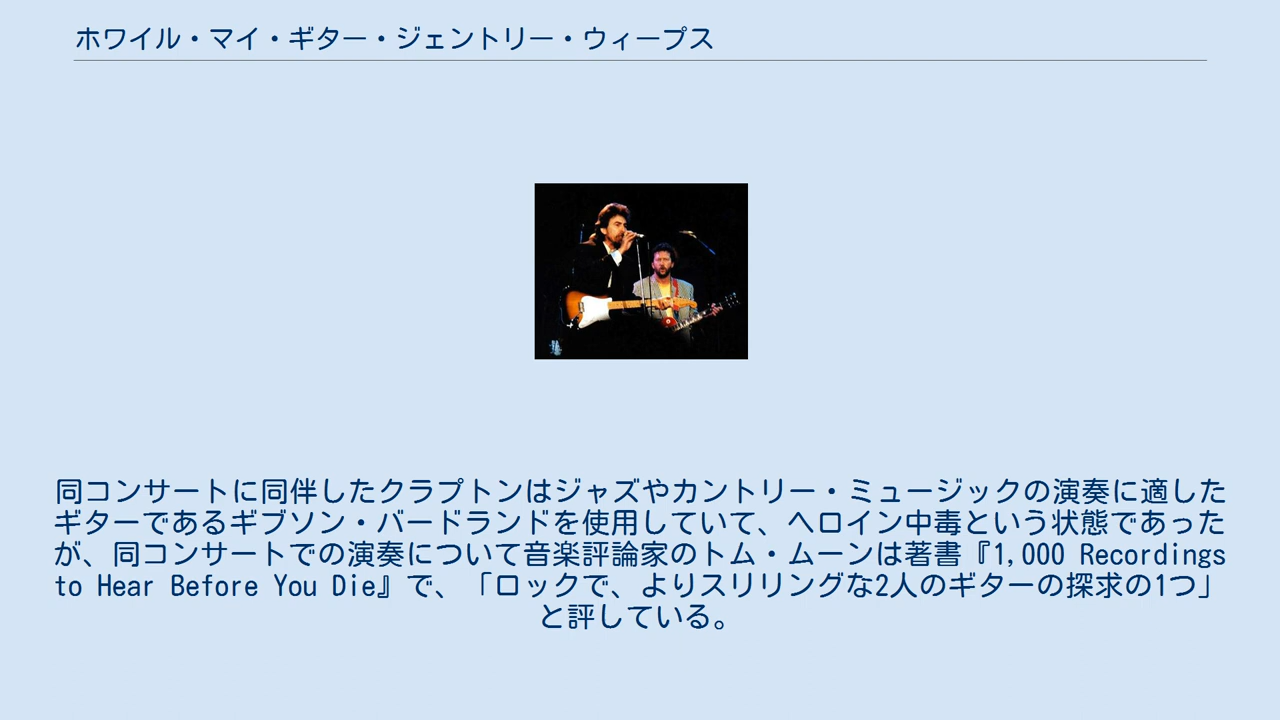 ホワイル・マイ・ギター・ジェントリー・ウィープス
同コンサートに同伴したクラプトンはジャズやカントリー・ミュージックの演奏に適した
ギターであるギブソン・バードランドを使用していて、ヘロイン中毒という状態であった
が、同コンサートでの演奏について音楽評論家のトム・ムーンは著書『1,000 Recordings
to Hear Before You Die』で、「ロックで、よりスリリングな2人のギターの探求の1つ」
と評している。